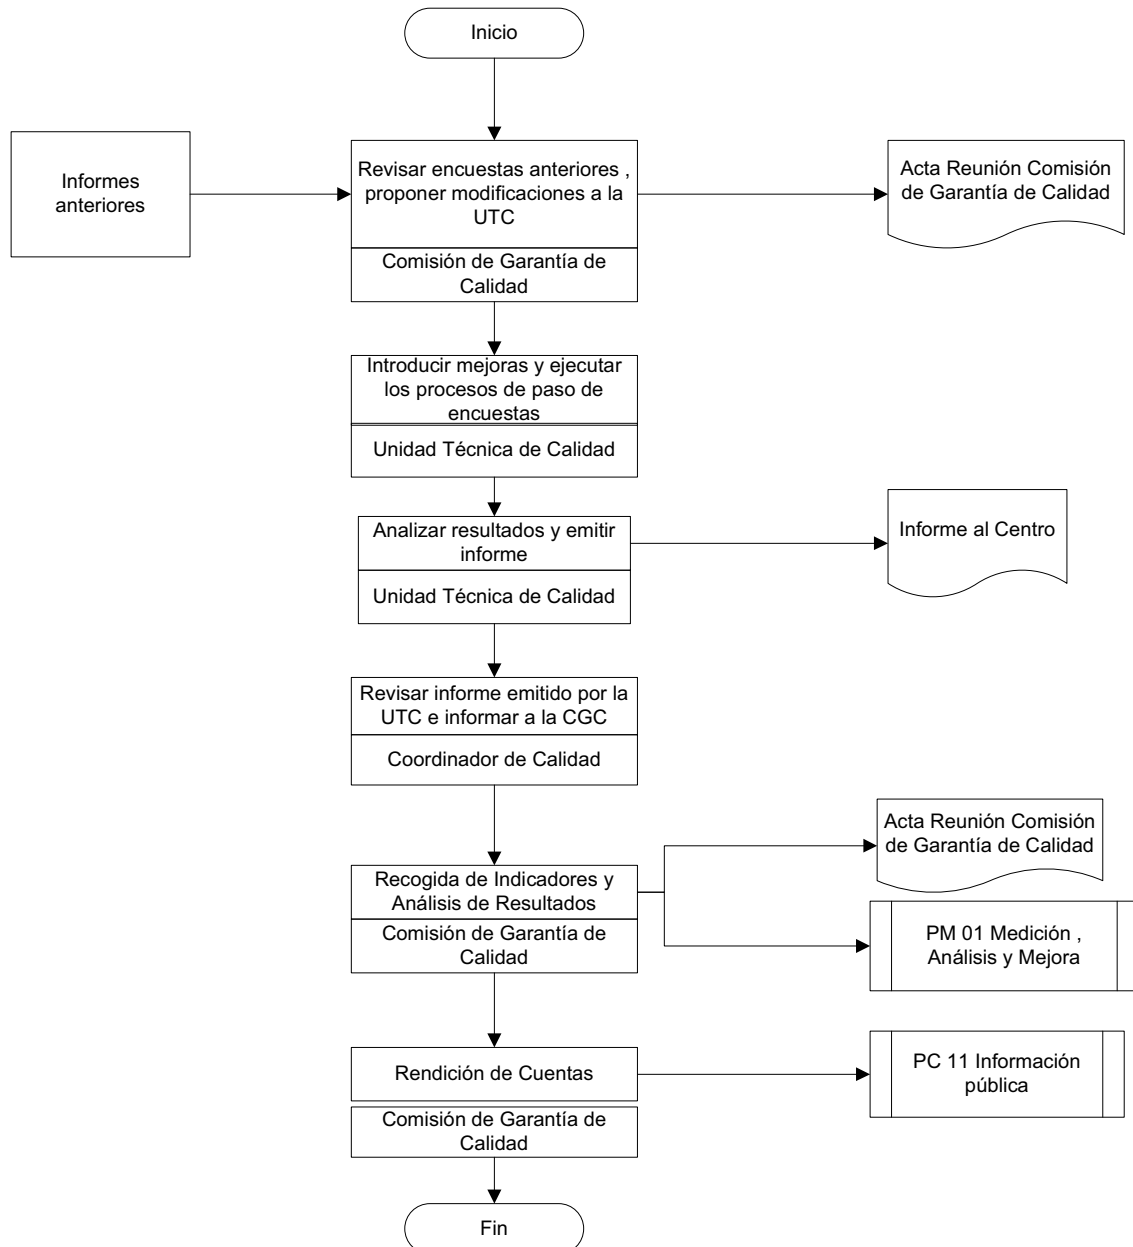 Inicio
Informes
anteriores
Revisar encuestas anteriores ,
proponer modificaciones a la
UTC
Comisión de Garantía de
Calidad
Acta Reunión Comisión
de Garantía de Calidad
Introducir mejoras y ejecutar
los procesos de paso de
encuestas
Unidad Técnica de Calidad
Analizar resultados y emitir
informe
Unidad Técnica de Calidad
Informe al Centro
Revisar informe emitido por la
UTC e informar a la CGC
Coordinador de Calidad
Recogida de Indicadores y
Análisis de Resultados
Comisión de Garantía de
Calidad
Acta Reunión Comisión
de Garantía de Calidad
PM 01 Medición ,
Análisis y Mejora
Rendición de Cuentas
Comisión de Garantía de
Calidad
PC 11 Información
pública
Fin